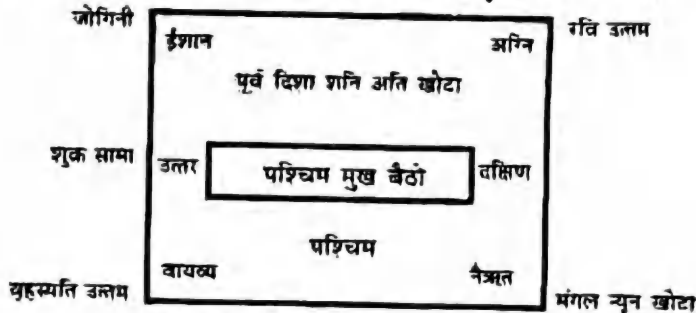 जोगिनी
रवि उत्तम
ईशान
अग्नि
पूर्व दिशा शनि अति खोटा
शुक्र सामा
उत्तर
पश्चिम मुख बैठो
दक्षिण
पश्चिम
वायव्य
नैऋत
बृहस्पति उत्तम
मंगल न्यून खोटा